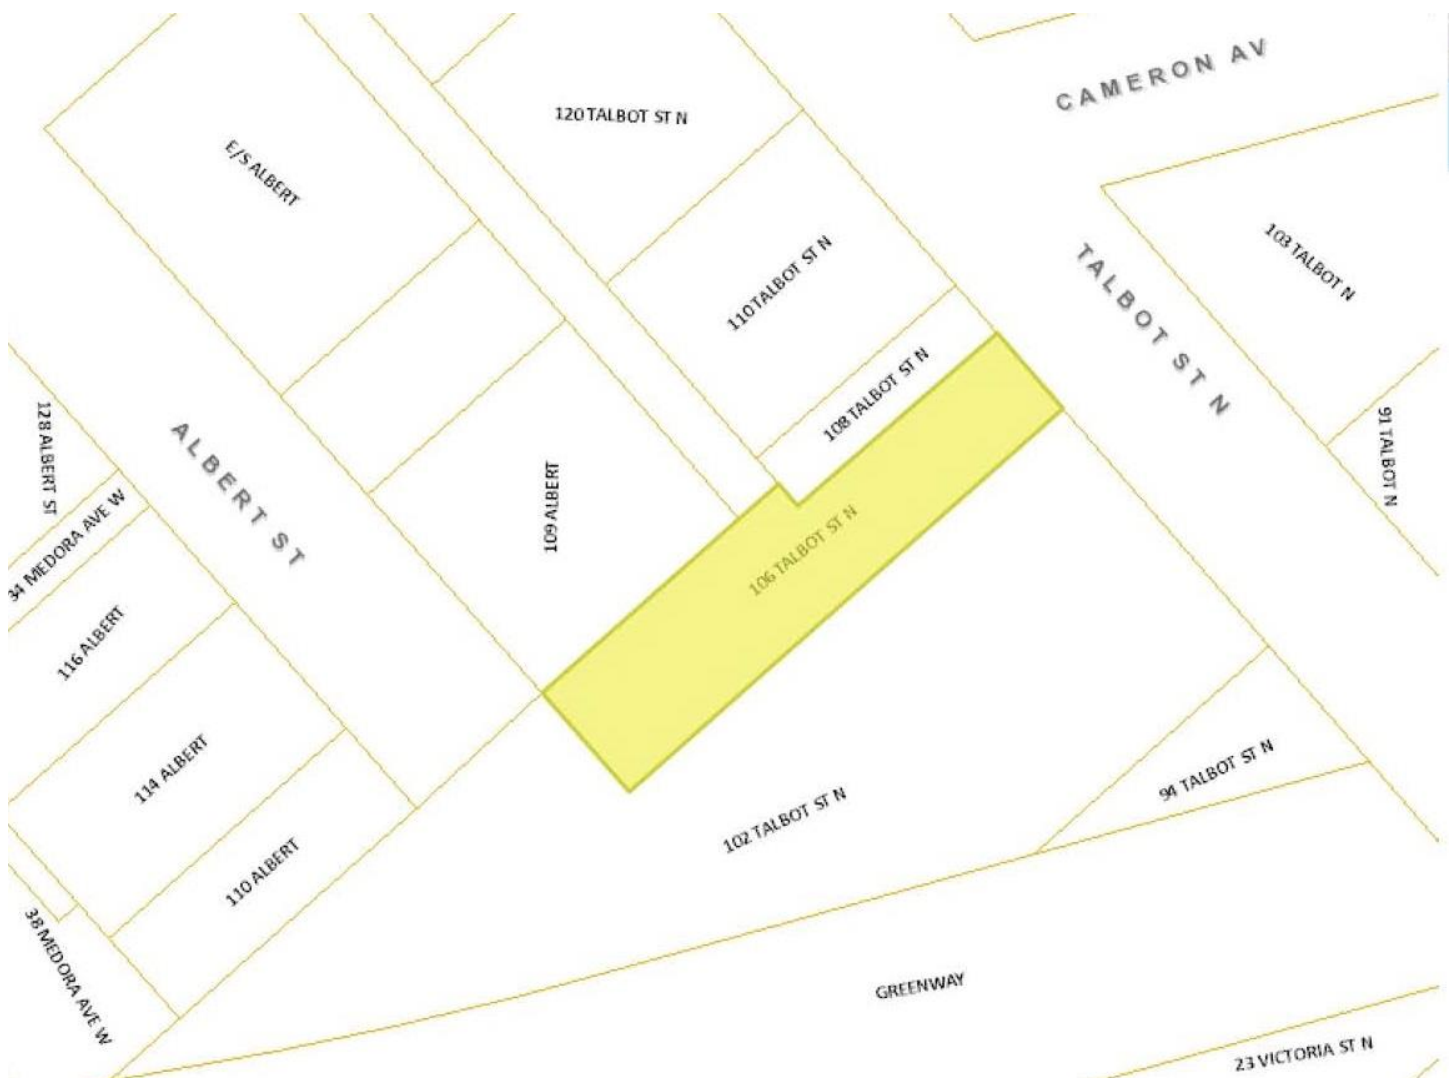 CAMERON AV
120 TALBOT ST N
E/S ALBERT
103 TALBOT N
110 TALBOT ST N
TALBOT ST N
108 TALBOT ST N
128 ALBERT ST
ALBERT ST
91 TALBOT N
109 ALBERT
34 MEDORA AVE W
106 TALBOT ST N
116 ALBERT
114 ALBERT
94 TALBOT ST N
102 TALBOT ST N
110 ALBERT
38 MEDORA AVE W
GREENWAY
23 VICTORIA ST N